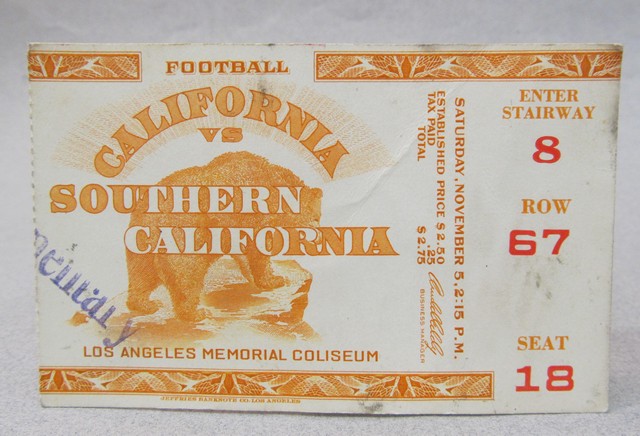 FOOTBALL
CALIFORNIA
VS
SOUTHERN
CALIFORNIA
LOS ANGELES MEMORIAL COLISEUM
JEFFRIES BANKNOTE CO. LOS ANGELES
mentary
SATURDAY, NOVEMBER 5, 2:15 P.M.
ESTABLISHED PRICE $2.50
TAX PAID .25
TOTAL $2.75
BUSINESS MANAGER
ENTER
STAIRWAY
8
ROW
67
SEAT
18